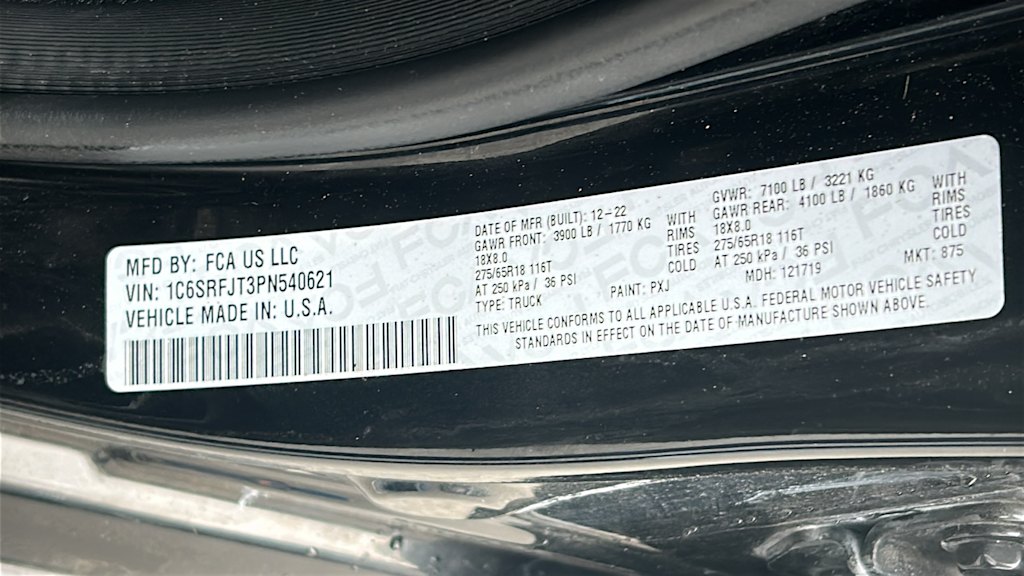 MFD BY: FCA US LLC
VIN: 1C6SRFJT3PN540621
VEHICLE MADE IN: U.S.A.
DATE OF MFR (BUILT): 12-22
GAWR FRONT: 3900 LB / 1770 KG WITH
18X8.0 RIMS
275/65R18 116T TIRES
AT 250 kPa / 36 PSI COLD
TYPE: TRUCK PAINT: PXJ
GVWR: 7100 LB / 3221 KG
GAWR REAR: 4100 LB / 1860 KG WITH
18X8.0 RIMS
275/65R18 116T TIRES
AT 250 kPa / 36 PSI COLD
MDH: 121719 MKT: 875
THIS VEHICLE CONFORMS TO ALL APPLICABLE U.S.A. FEDERAL MOTOR VEHICLE SAFETY
STANDARDS IN EFFECT ON THE DATE OF MANUFACTURE SHOWN ABOVE.